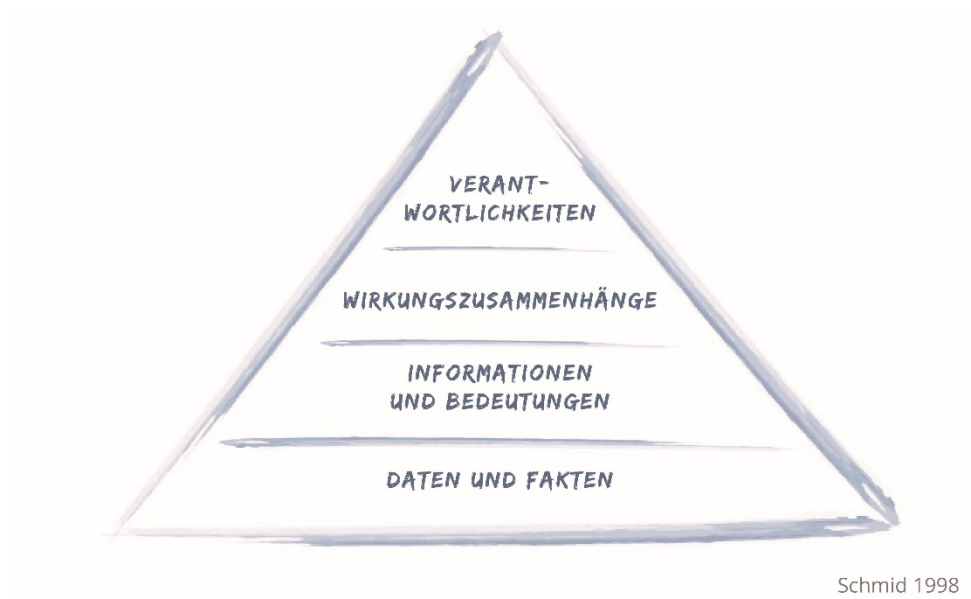 VERANT-
WORTLICHKEITEN
WIRKUNGSZUSAMMENHÄNGE
INFORMATIONEN
UND BEDEUTUNGEN
DATEN UND FAKTEN
Schmid 1998